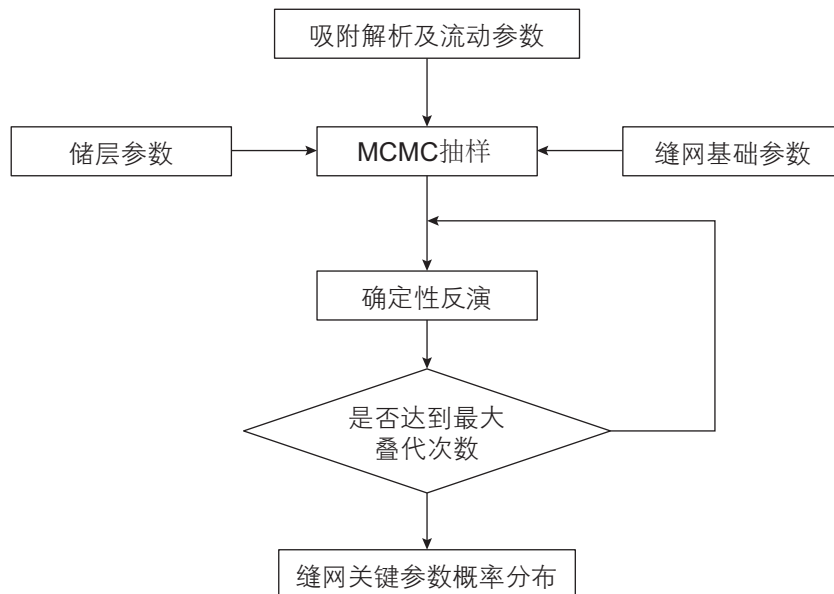 吸附解析及流动参数
储层参数
MCMC抽样
缝网基础参数
确定性反演
是否达到最大
叠代次数
缝网关键参数概率分布